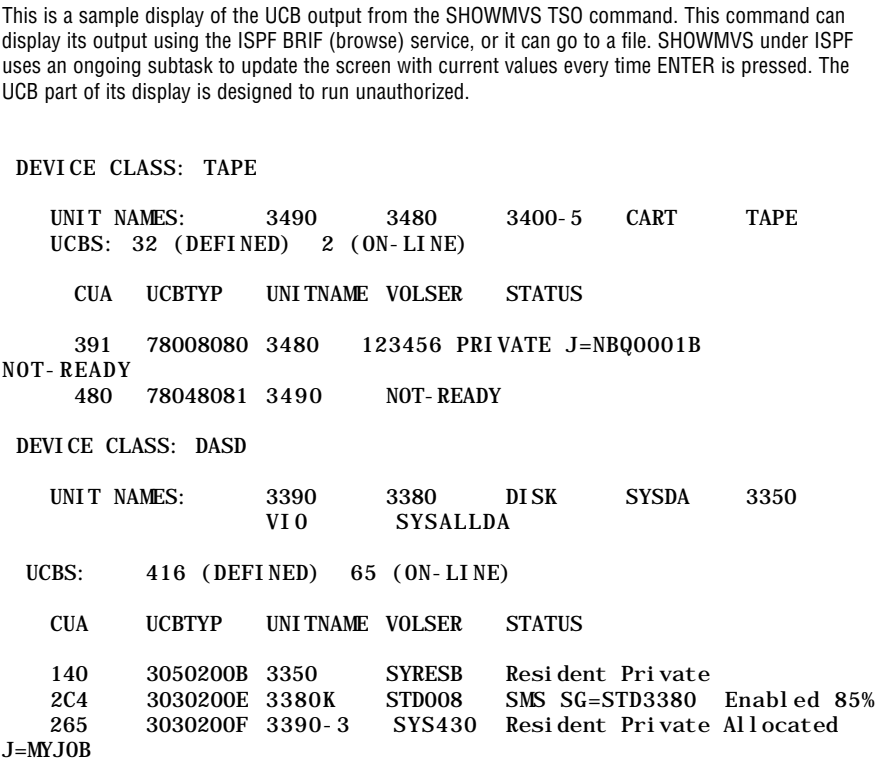 This is a sample display of the UCB output from the SHOWMVS TSO command. This command can
display its output using the ISPF BRIF (browse) service, or it can go to a file. SHOWMVS under ISPF
uses an ongoing subtask to update the screen with current values every time ENTER is pressed. The
UCB part of its display is designed to run unauthorized.
DEVICE CLASS: TAPE
UNIT NAMES: 3490 3480 3400-5 CART TAPE
UCBS: 32 (DEFINED) 2 (ON-LINE)
CUA UCBTYP UNITNAME VOLSER STATUS
391 78008080 3480 123456 PRIVATE J=NBQ0001B
NOT-READY
480 78048081 3490 NOT-READY
DEVICE CLASS: DASD
UNIT NAMES: 3390 3380 DISK SYSDA 3350
VIO SYSALLDA
UCBS: 416 (DEFINED) 65 (ON-LINE)
CUA UCBTYP UNITNAME VOLSER STATUS
140 3050200B 3350 SYRESB Resident Private
2C4 3030200E 3380K STD008 SMS SG=STD3380 Enabled 85%
265 3030200F 3390-3 SYS430 Resident Private Allocated
J=MYJOB